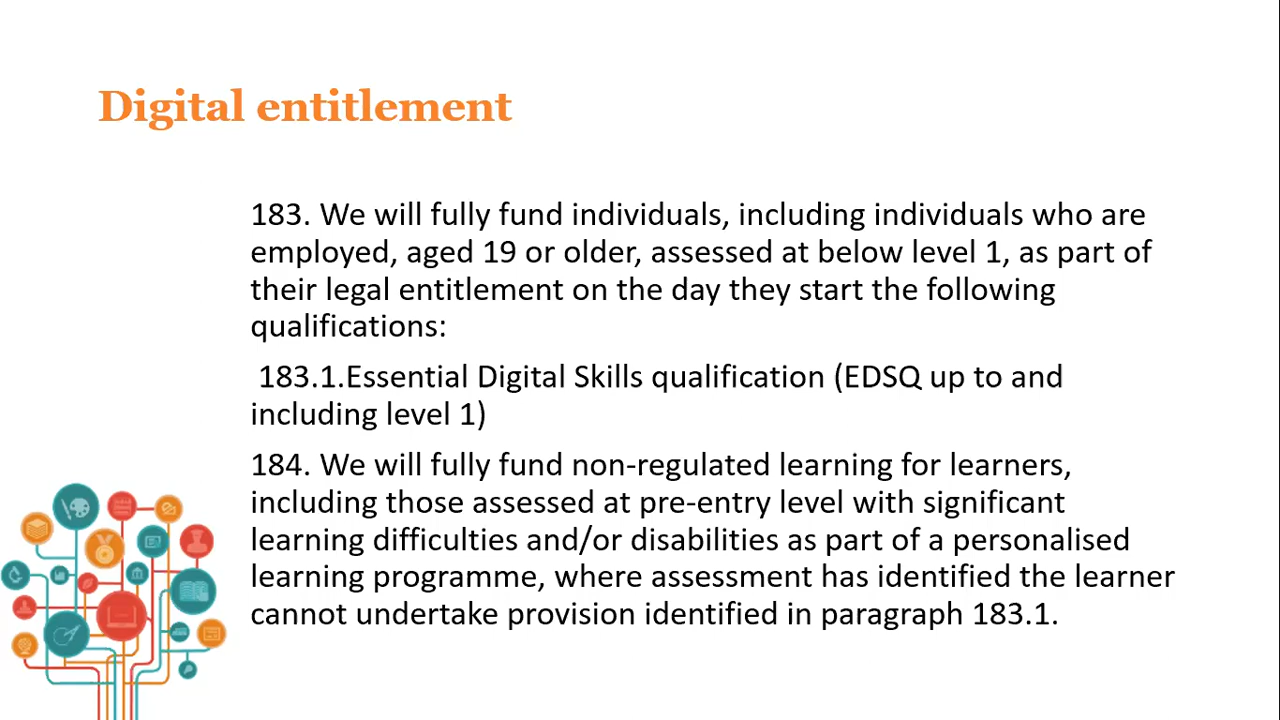 Digital entitlement
183. We will fully fund individuals, including individuals who are
employed, aged 19 or older, assessed at below level 1, as part of
their legal entitlement on the day they start the following
qualifications:
183.1.Essential Digital Skills qualification (EDSQ up to and
including level 1)
184. We will fully fund non-regulated learning for learners,
including those assessed at pre-entry level with significant
learning difficulties and/or disabilities as part of a personalised
learning programme, where assessment has identified the learner
cannot undertake provision identified in paragraph 183.1.